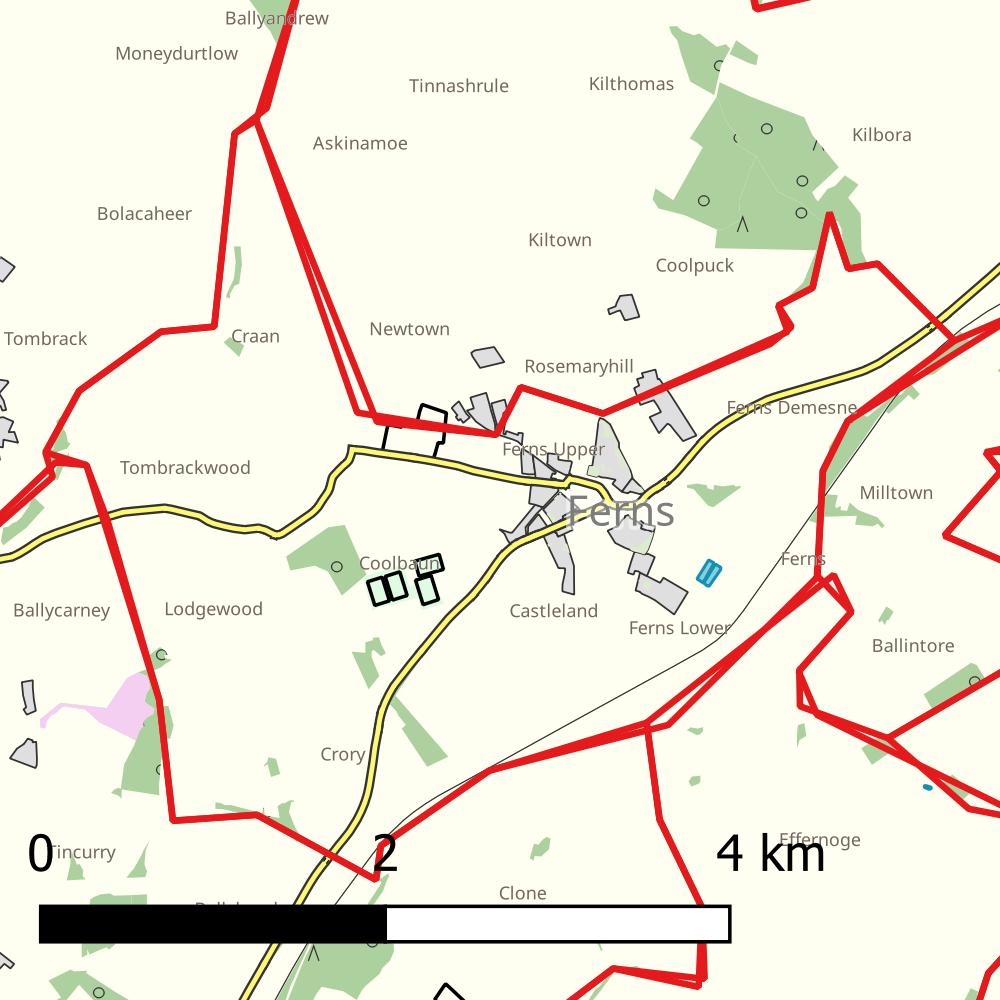 Ballyandrew
Moneydurtlow
Tinnashrule
Kilthomas
Kilbora
Askinamoe
Bolacaheer
Kiltown
Coolpuck
Tombrack
Craan
Newtown
Rosemaryhill
Ferns Demesne
Ferns Upper
Tombrackwood
Milltown
Ferns
Coolbaun
Ferns
Ballycarney
Lodgewood
Castleland
Ferns Lower
Ballintore
Crory
Effernoge
Tincurry
0 2 4 km
Clone